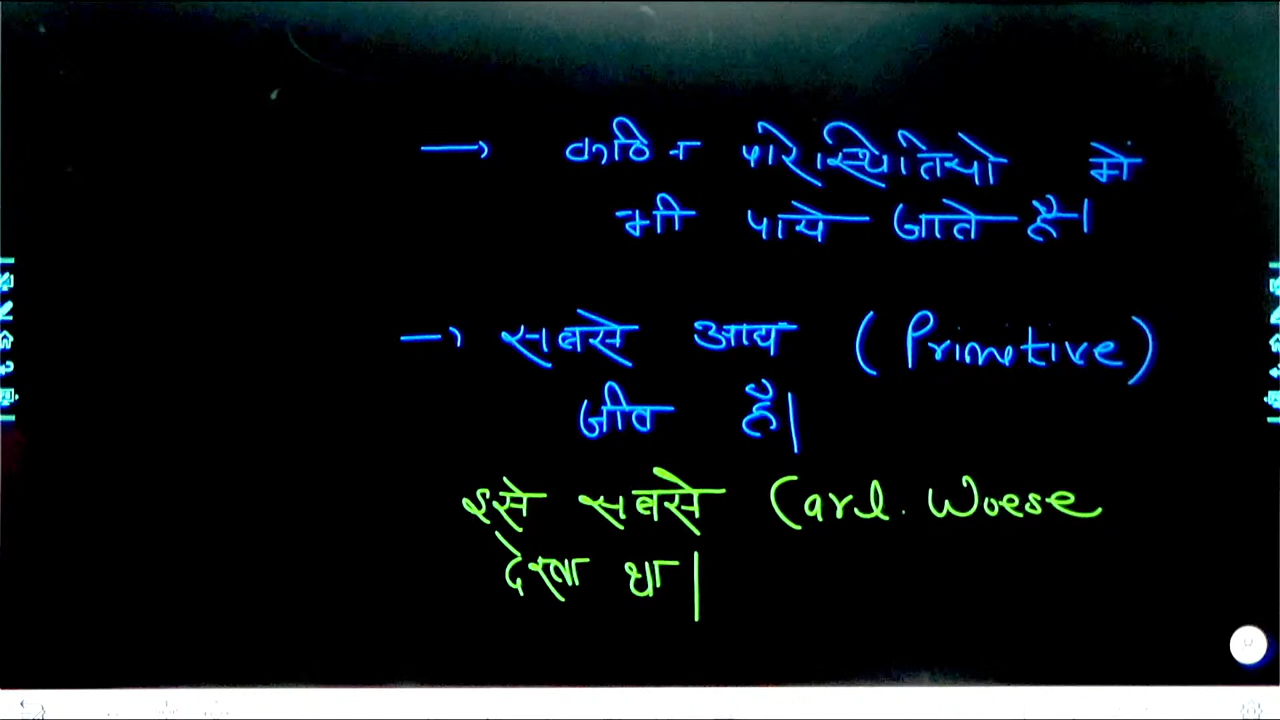 → कठिन परिस्थितियो में
भी पाये जाते है।
→ सबसे आद्य (Primitive)
जीव है।
इसे सबसे Carl. Woese
देखा था।